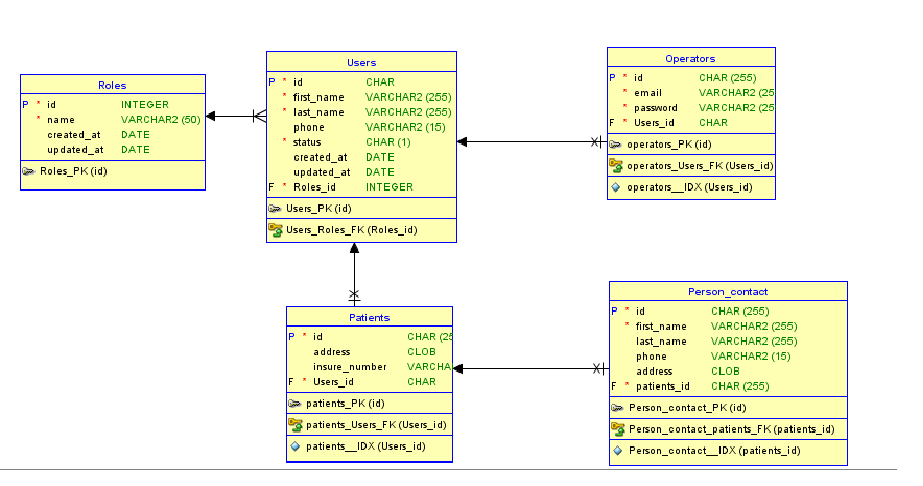 Roles
P * id INTEGER
* name VARCHAR2 (50)
created_at DATE
updated_at DATE
Roles_PK (id)
Users
P * id CHAR
* first_name VARCHAR2 (255)
* last_name VARCHAR2 (255)
phone VARCHAR2 (15)
* status CHAR (1)
created_at DATE
updated_at DATE
F * Roles_id INTEGER
Users_PK (id)
Users_Roles_FK (Roles_id)
Operators
P * id CHAR (255)
* email VARCHAR2 (25
* password VARCHAR2 (25
F * Users_id CHAR
operators_PK (id)
operators_Users_FK (Users_id)
operators__IDX (Users_id)
Patients
P * id CHAR (25
address CLOB
insure_number VARCHA
F * Users_id CHAR
patients_PK (id)
patients_Users_FK (Users_id)
patients__IDX (Users_id)
Person_contact
P * id CHAR (255)
* first_name VARCHAR2 (255)
last_name VARCHAR2 (255)
phone VARCHAR2 (15)
address CLOB
F * patients_id CHAR (255)
Person_contact_PK (id)
Person_contact_patients_FK (patients_id)
Person_contact__IDX (patients_id)